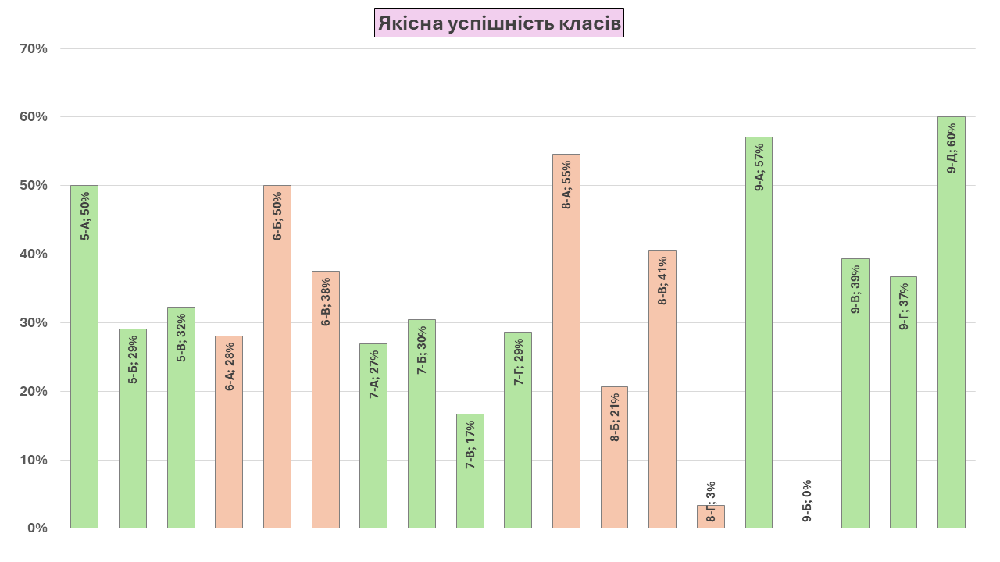 Якісна успішність класів
70%
60%
50%
40%
30%
20%
10%
0%
5-А; 50%
5-Б; 29%
5-В; 32%
6-А; 28%
6-Б; 50%
6-В; 38%
7-А; 27%
7-Б; 30%
7-В; 17%
7-Г; 29%
8-А; 55%
8-Б; 21%
8-В; 41%
8-Г; 3%
9-А; 57%
9-Б; 0%
9-В; 39%
9-Г; 37%
9-Д; 60%